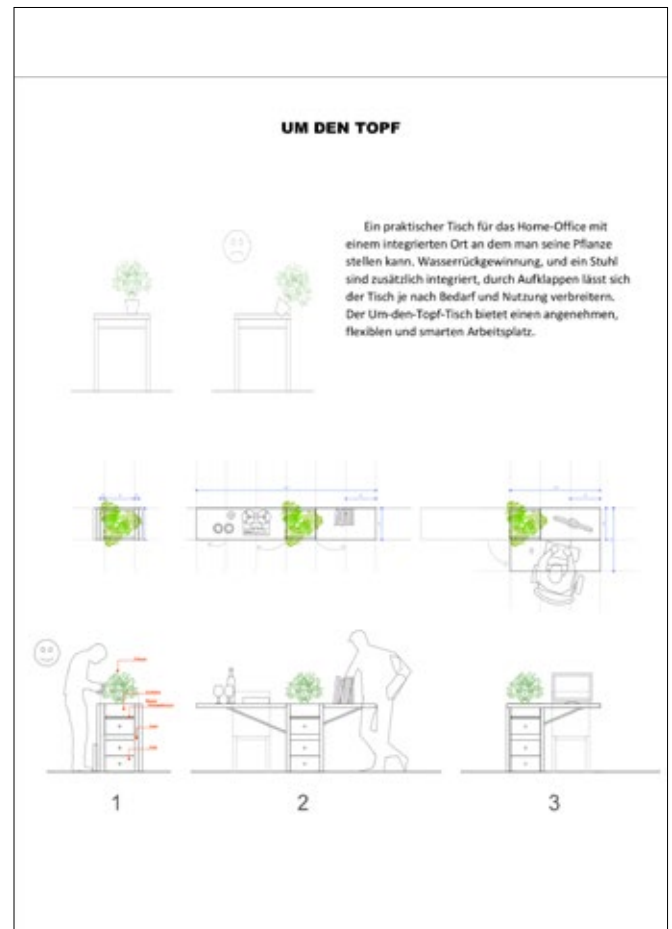 UM DEN TOPF
Ein praktischer Tisch für das Home-Office mit
einem integrierten Ort an dem man seine Pflanze
stellen kann. Wasserrückgewinnung, und ein Stuhl
sind zusätzlich integriert, durch Aufklappen lässt sich
der Tisch je nach Bedarf und Nutzung verbreitern.
Der Um-den-Topf-Tisch bietet einen angenehmen,
flexiblen und smarten Arbeitsplatz.
1
2
3